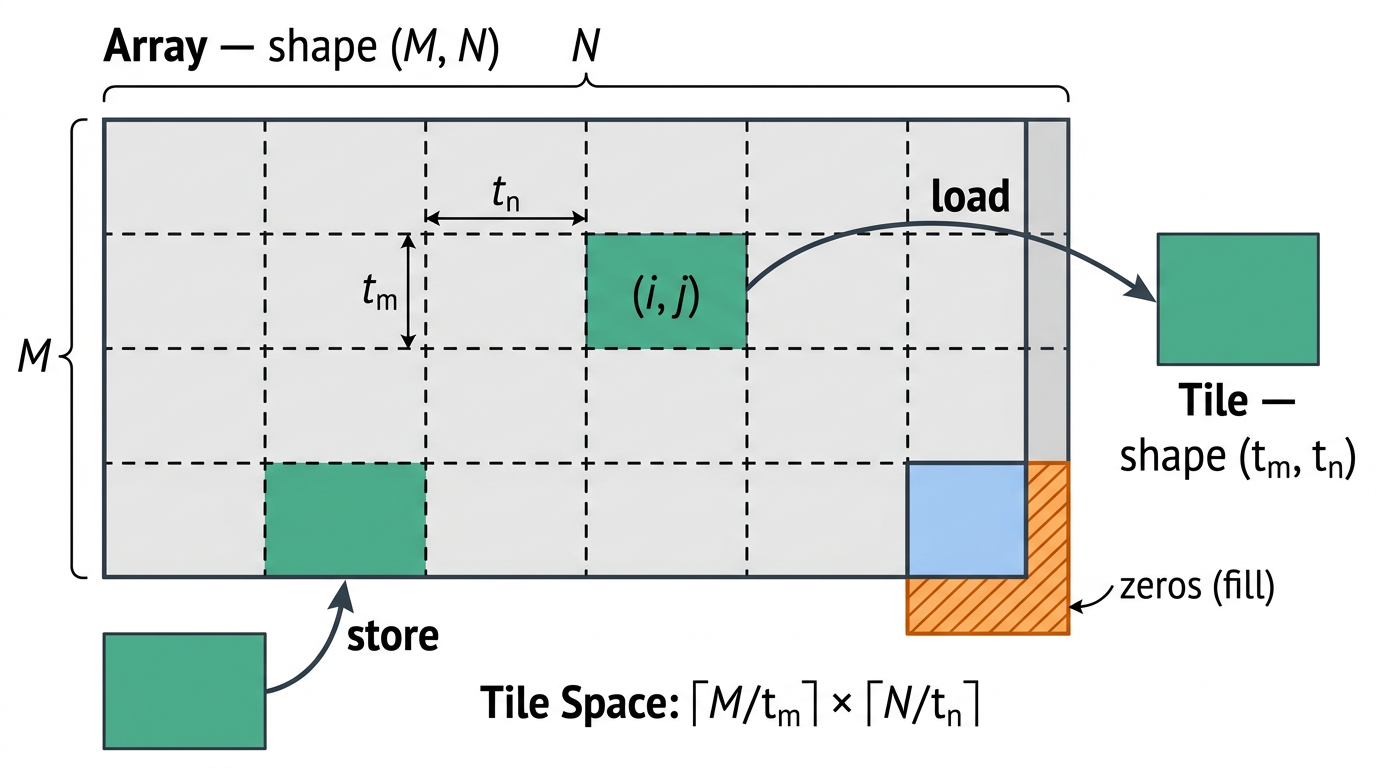 Array — shape (M, N)
N
load
tₙ
tₘ
(i, j)
M
Tile —
shape (tₘ, tₙ)
zeros (fill)
store
Tile Space: ⌈M/tₘ⌉ × ⌈N/tₙ⌉